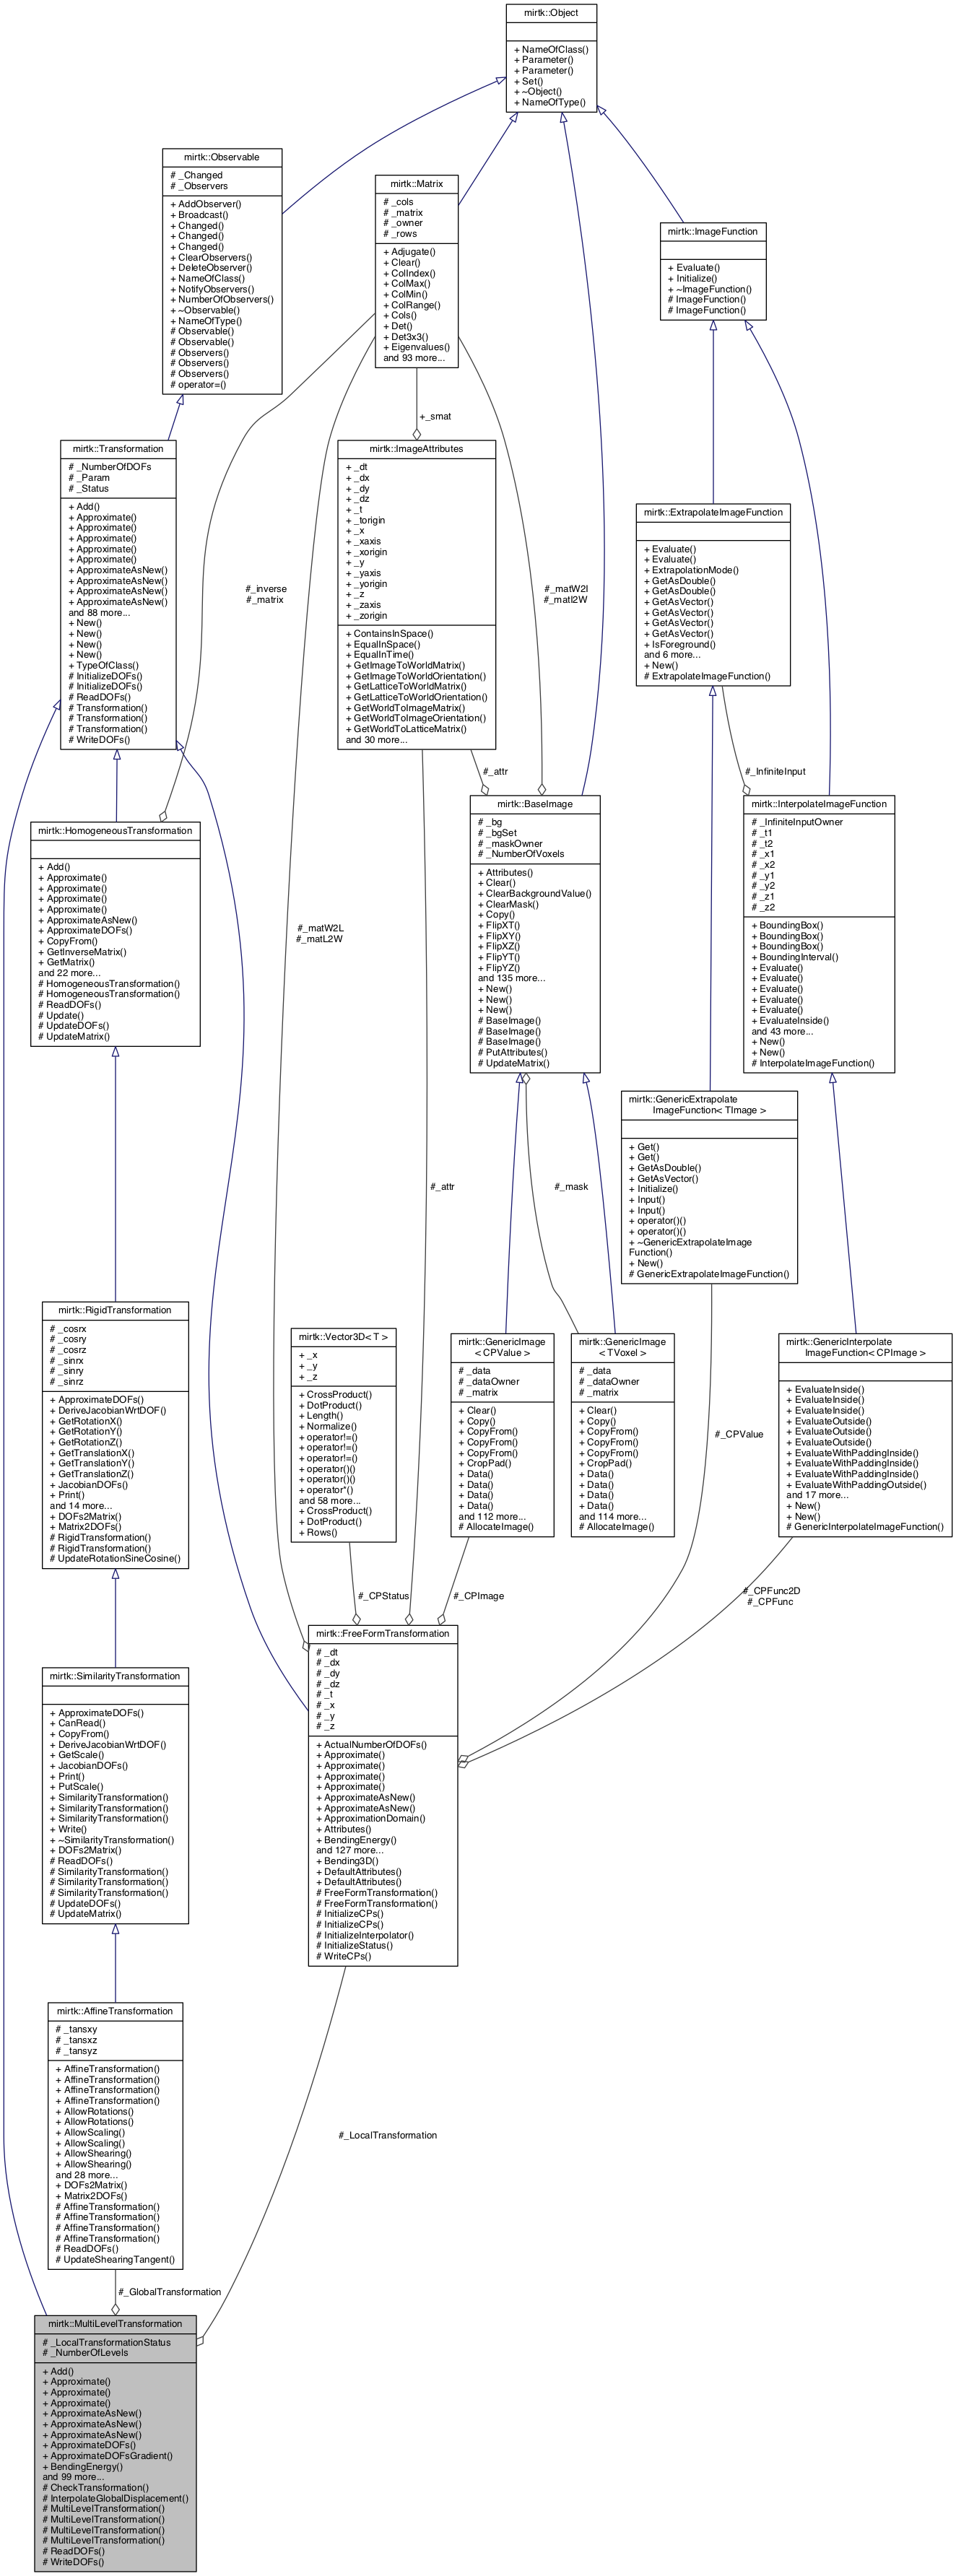 mirtk::Object
+ NameOfClass()
+ Parameter()
+ Parameter()
+ Set()
+ ~Object()
+ NameOfType()
mirtk::Observable
# _Changed
# _Observers
+ AddObserver()
+ Broadcast()
+ Changed()
+ Changed()
+ Changed()
+ ClearObservers()
+ DeleteObserver()
+ NameOfClass()
+ NotifyObservers()
+ NumberOfObservers()
+ ~Observable()
+ NameOfType()
# Observable()
# Observable()
# Observers()
# Observers()
# Observers()
# operator=()
mirtk::Matrix
# _cols
# _matrix
# _owner
# _rows
+ Adjugate()
+ Clear()
+ ColIndex()
+ ColMax()
+ ColMin()
+ ColRange()
+ Cols()
+ Det()
+ Det3x3()
+ Eigenvalues()
and 93 more...
mirtk::ImageFunction
+ Evaluate()
+ Initialize()
+ ~ImageFunction()
# ImageFunction()
# ImageFunction()
+_smat
mirtk::Transformation
# _NumberOfDOFs
# _Param
# _Status
+ Add()
+ Approximate()
+ Approximate()
+ Approximate()
+ Approximate()
+ Approximate()
+ ApproximateAsNew()
+ ApproximateAsNew()
+ ApproximateAsNew()
+ ApproximateAsNew()
and 88 more...
+ New()
+ New()
+ New()
+ New()
+ TypeOfClass()
# InitializeDOFs()
# InitializeDOFs()
# ReadDOFs()
# Transformation()
# Transformation()
# Transformation()
# WriteDOFs()
mirtk::ImageAttributes
+ _dt
+ _dx
+ _dy
+ _dz
+ _t
+ _torigin
+ _x
+ _xaxis
+ _xorigin
+ _y
+ _yaxis
+ _yorigin
+ _z
+ _zaxis
+ _zorigin
+ ContainsInSpace()
+ EqualInSpace()
+ EqualInTime()
+ GetImageToWorldMatrix()
+ GetImageToWorldOrientation()
+ GetLatticeToWorldMatrix()
+ GetLatticeToWorldOrientation()
+ GetWorldToImageMatrix()
+ GetWorldToImageOrientation()
+ GetWorldToLatticeMatrix()
and 30 more...
mirtk::ExtrapolateImageFunction
+ Evaluate()
+ Evaluate()
+ ExtrapolationMode()
+ GetAsDouble()
+ GetAsDouble()
+ GetAsVector()
+ GetAsVector()
+ GetAsVector()
+ GetAsVector()
+ IsForeground()
and 6 more...
+ New()
# ExtrapolateImageFunction()
#_inverse
#_matrix
#_matW2I
#_matI2W
#_attr
#_InfiniteInput
mirtk::HomogeneousTransformation
+ Add()
+ Approximate()
+ Approximate()
+ Approximate()
+ Approximate()
+ ApproximateAsNew()
+ ApproximateDOFs()
+ CopyFrom()
+ GetInverseMatrix()
+ GetMatrix()
and 22 more...
# HomogeneousTransformation()
# HomogeneousTransformation()
# ReadDOFs()
# Update()
# UpdateDOFs()
# UpdateMatrix()
#_matW2L
#_matL2W
mirtk::BaseImage
# _bg
# _bgSet
# _maskOwner
# _NumberOfVoxels
+ Attributes()
+ Clear()
+ ClearBackgroundValue()
+ ClearMask()
+ Copy()
+ FlipXT()
+ FlipXY()
+ FlipXZ()
+ FlipYT()
+ FlipYZ()
and 135 more...
+ New()
+ New()
+ New()
# BaseImage()
# BaseImage()
# BaseImage()
# PutAttributes()
# UpdateMatrix()
mirtk::InterpolateImageFunction
# _InfiniteInputOwner
# _t1
# _t2
# _x1
# _x2
# _y1
# _y2
# _z1
# _z2
+ BoundingBox()
+ BoundingBox()
+ BoundingBox()
+ BoundingInterval()
+ Evaluate()
+ Evaluate()
+ Evaluate()
+ Evaluate()
+ Evaluate()
+ EvaluateInside()
and 43 more...
+ New()
+ New()
# InterpolateImageFunction()
mirtk::GenericExtrapolate
ImageFunction< TImage >
+ Get()
+ Get()
+ GetAsDouble()
+ GetAsVector()
+ Initialize()
+ Input()
+ Input()
+ operator()()
+ operator()()
+ ~GenericExtrapolateImage
Function()
+ New()
# GenericExtrapolateImageFunction()
#_attr
#_mask
mirtk::RigidTransformation
# _cosrx
# _cosry
# _cosrz
# _sinrx
# _sinry
# _sinrz
+ ApproximateDOFs()
+ DeriveJacobianWrtDOF()
+ GetRotationX()
+ GetRotationY()
+ GetRotationZ()
+ GetTranslationX()
+ GetTranslationY()
+ GetTranslationZ()
+ JacobianDOFs()
+ Print()
and 14 more...
+ DOFs2Matrix()
+ Matrix2DOFs()
# RigidTransformation()
# RigidTransformation()
# UpdateRotationSineCosine()
mirtk::Vector3D< T >
+ _x
+ _y
+ _z
+ CrossProduct()
+ DotProduct()
+ Length()
+ Normalize()
+ operator!=()
+ operator!=()
+ operator!=()
+ operator()()
+ operator()()
+ operator*()
and 58 more...
+ CrossProduct()
+ DotProduct()
+ Rows()
mirtk::GenericImage
< CPValue >
# _data
# _dataOwner
# _matrix
+ Clear()
+ Copy()
+ CopyFrom()
+ CopyFrom()
+ CopyFrom()
+ CropPad()
+ Data()
+ Data()
+ Data()
+ Data()
and 112 more...
# AllocateImage()
mirtk::GenericImage
< TVoxel >
# _data
# _dataOwner
# _matrix
+ Clear()
+ Copy()
+ CopyFrom()
+ CopyFrom()
+ CopyFrom()
+ CropPad()
+ Data()
+ Data()
+ Data()
+ Data()
and 114 more...
# AllocateImage()
mirtk::GenericInterpolate
ImageFunction< CPImage >
+ EvaluateInside()
+ EvaluateInside()
+ EvaluateInside()
+ EvaluateOutside()
+ EvaluateOutside()
+ EvaluateOutside()
+ EvaluateWithPaddingInside()
+ EvaluateWithPaddingInside()
+ EvaluateWithPaddingInside()
+ EvaluateWithPaddingOutside()
and 17 more...
+ New()
+ New()
# GenericInterpolateImageFunction()
#_CPStatus
#_CPImage
#_CPValue
#_CPFunc2D
#_CPFunc
mirtk::FreeFormTransformation
# _dt
# _dx
# _dy
# _dz
# _t
# _x
# _y
# _z
+ ActualNumberOfDOFs()
+ Approximate()
+ Approximate()
+ Approximate()
+ Approximate()
+ ApproximateAsNew()
+ ApproximateAsNew()
+ ApproximationDomain()
+ Attributes()
+ BendingEnergy()
and 127 more...
+ Bending3D()
+ DefaultAttributes()
+ DefaultAttributes()
# FreeFormTransformation()
# FreeFormTransformation()
# InitializeCPs()
# InitializeCPs()
# InitializeInterpolator()
# InitializeStatus()
# WriteCPs()
mirtk::SimilarityTransformation
+ ApproximateDOFs()
+ CanRead()
+ CopyFrom()
+ DeriveJacobianWrtDOF()
+ GetScale()
+ JacobianDOFs()
+ Print()
+ PutScale()
+ SimilarityTransformation()
+ SimilarityTransformation()
+ SimilarityTransformation()
+ Write()
+ ~SimilarityTransformation()
+ DOFs2Matrix()
# ReadDOFs()
# SimilarityTransformation()
# SimilarityTransformation()
# SimilarityTransformation()
# UpdateDOFs()
# UpdateMatrix()
mirtk::AffineTransformation
# _tansxy
# _tansxz
# _tansyz
+ AffineTransformation()
+ AffineTransformation()
+ AffineTransformation()
+ AffineTransformation()
+ AllowRotations()
+ AllowRotations()
+ AllowScaling()
+ AllowScaling()
+ AllowShearing()
+ AllowShearing()
and 28 more...
+ DOFs2Matrix()
+ Matrix2DOFs()
# AffineTransformation()
# AffineTransformation()
# AffineTransformation()
# AffineTransformation()
# ReadDOFs()
# UpdateShearingTangent()
#_LocalTransformation
#_GlobalTransformation
mirtk::MultiLevelTransformation
# _LocalTransformationStatus
# _NumberOfLevels
+ Add()
+ Approximate()
+ Approximate()
+ Approximate()
+ ApproximateAsNew()
+ ApproximateAsNew()
+ ApproximateAsNew()
+ ApproximateDOFs()
+ ApproximateDOFsGradient()
+ BendingEnergy()
and 99 more...
# CheckTransformation()
# InterpolateGlobalDisplacement()
# MultiLevelTransformation()
# MultiLevelTransformation()
# MultiLevelTransformation()
# MultiLevelTransformation()
# ReadDOFs()
# WriteDOFs()